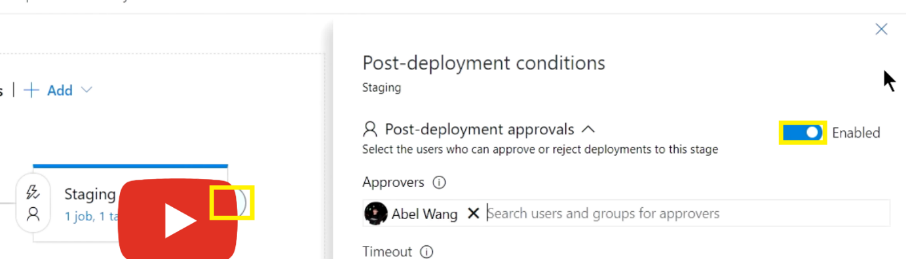 Post-deployment conditions
Staging
+ Add
Post-deployment approvals
Enabled
Select the users who can approve or reject deployments to this stage
Approvers
Staging
1 job, 1
Abel Wang × Search users and groups for approvers
Timeout